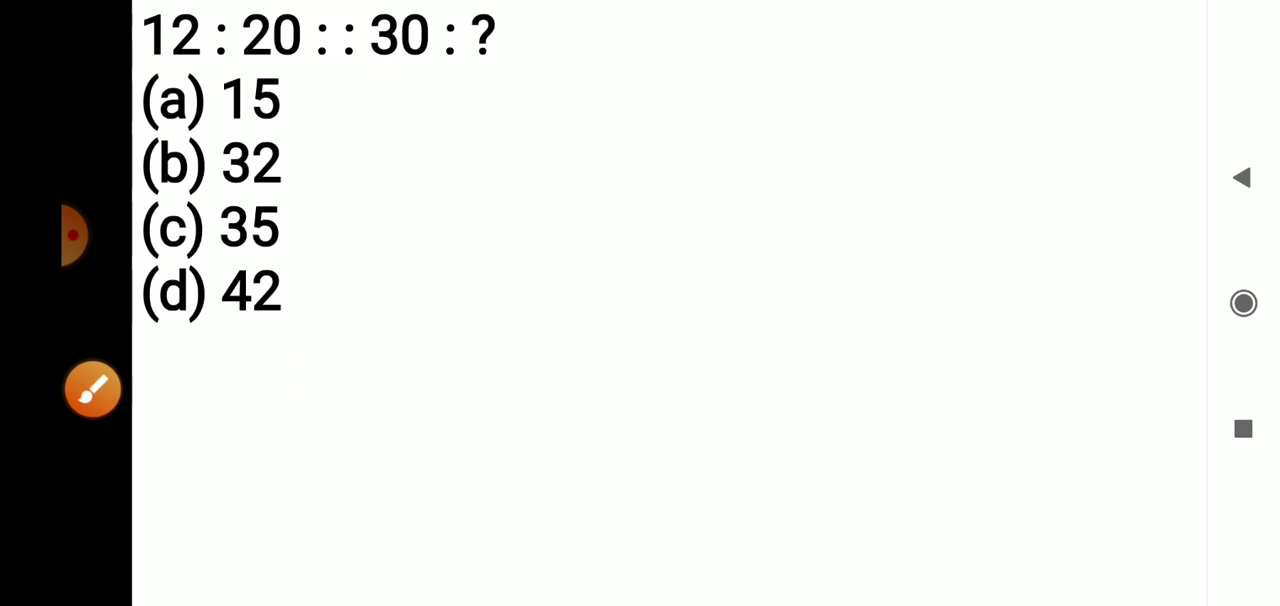 12 : 20 : : 30 : ?
(a) 15
(b) 32
(c) 35
(d) 42